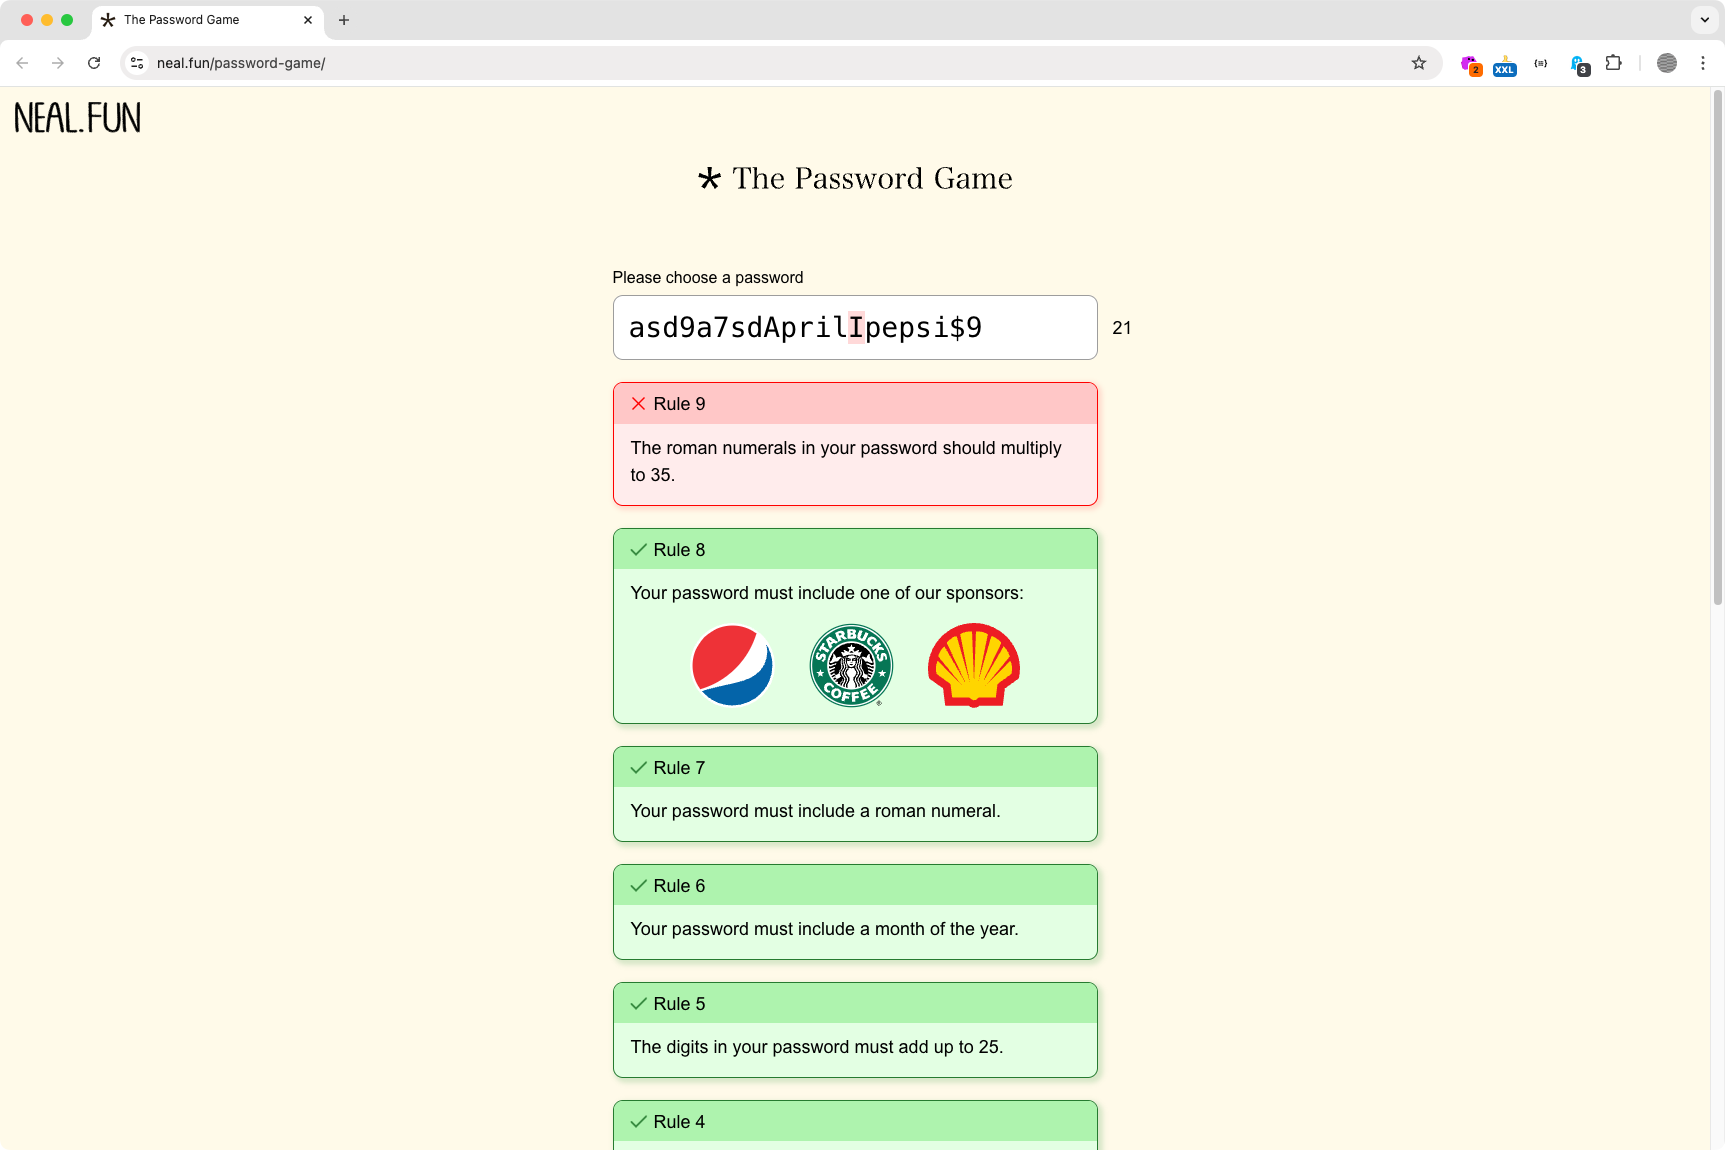 The Password Game
neal.fun/password-game/
2
XXL
3
NEAL.FUN
The Password Game
Please choose a password
asd9a7sdAprilIpepsi$9
21
Rule 9
The roman numerals in your password should multiply
to 35.
Rule 8
Your password must include one of our sponsors:
STARBUCKS
COFFEE
Rule 7
Your password must include a roman numeral.
Rule 6
Your password must include a month of the year.
Rule 5
The digits in your password must add up to 25.
Rule 4